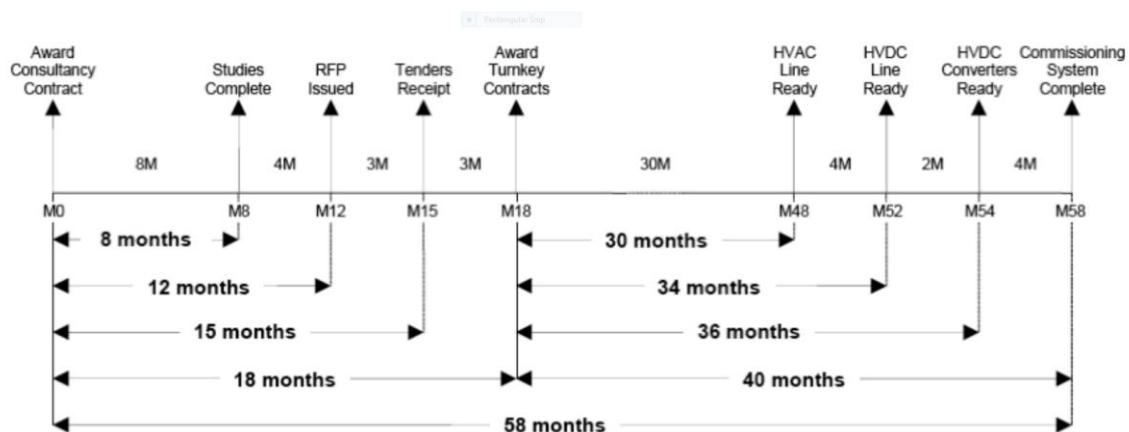 Rectangular Snip
Award
Consultancy
Contract
Studies
Complete
RFP
Issued
Tenders
Receipt
Award
Turnkey
Contracts
HVAC
Line
Ready
HVDC
Line
Ready
HVDC
Converters
Ready
Commissioning
System
Complete
8M
4M
3M
3M
30M
4M
2M
4M
M0
M8
M12
M15
M18
M48
M52
M54
M58
8 months
30 months
12 months
34 months
15 months
36 months
18 months
40 months
58 months